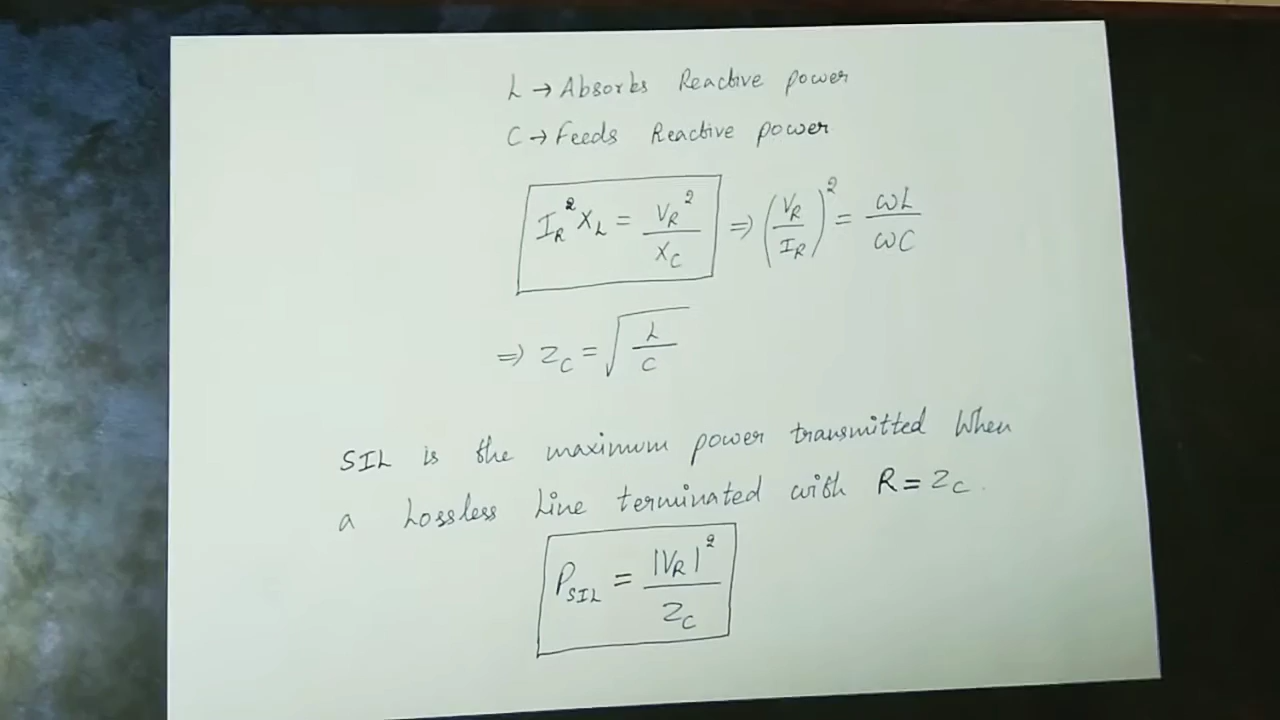 L → Absorbs Reactive power
C → Feeds Reactive power
I_R² X_L = V_R² / X_C ⇒ (V_R / I_R)² = ωL / ωC
⇒ Z_C = √(L / C)
SIL is the maximum power transmitted When
a Lossless Line terminated with R = Z_C.
P_SIL = |V_R|² / Z_C